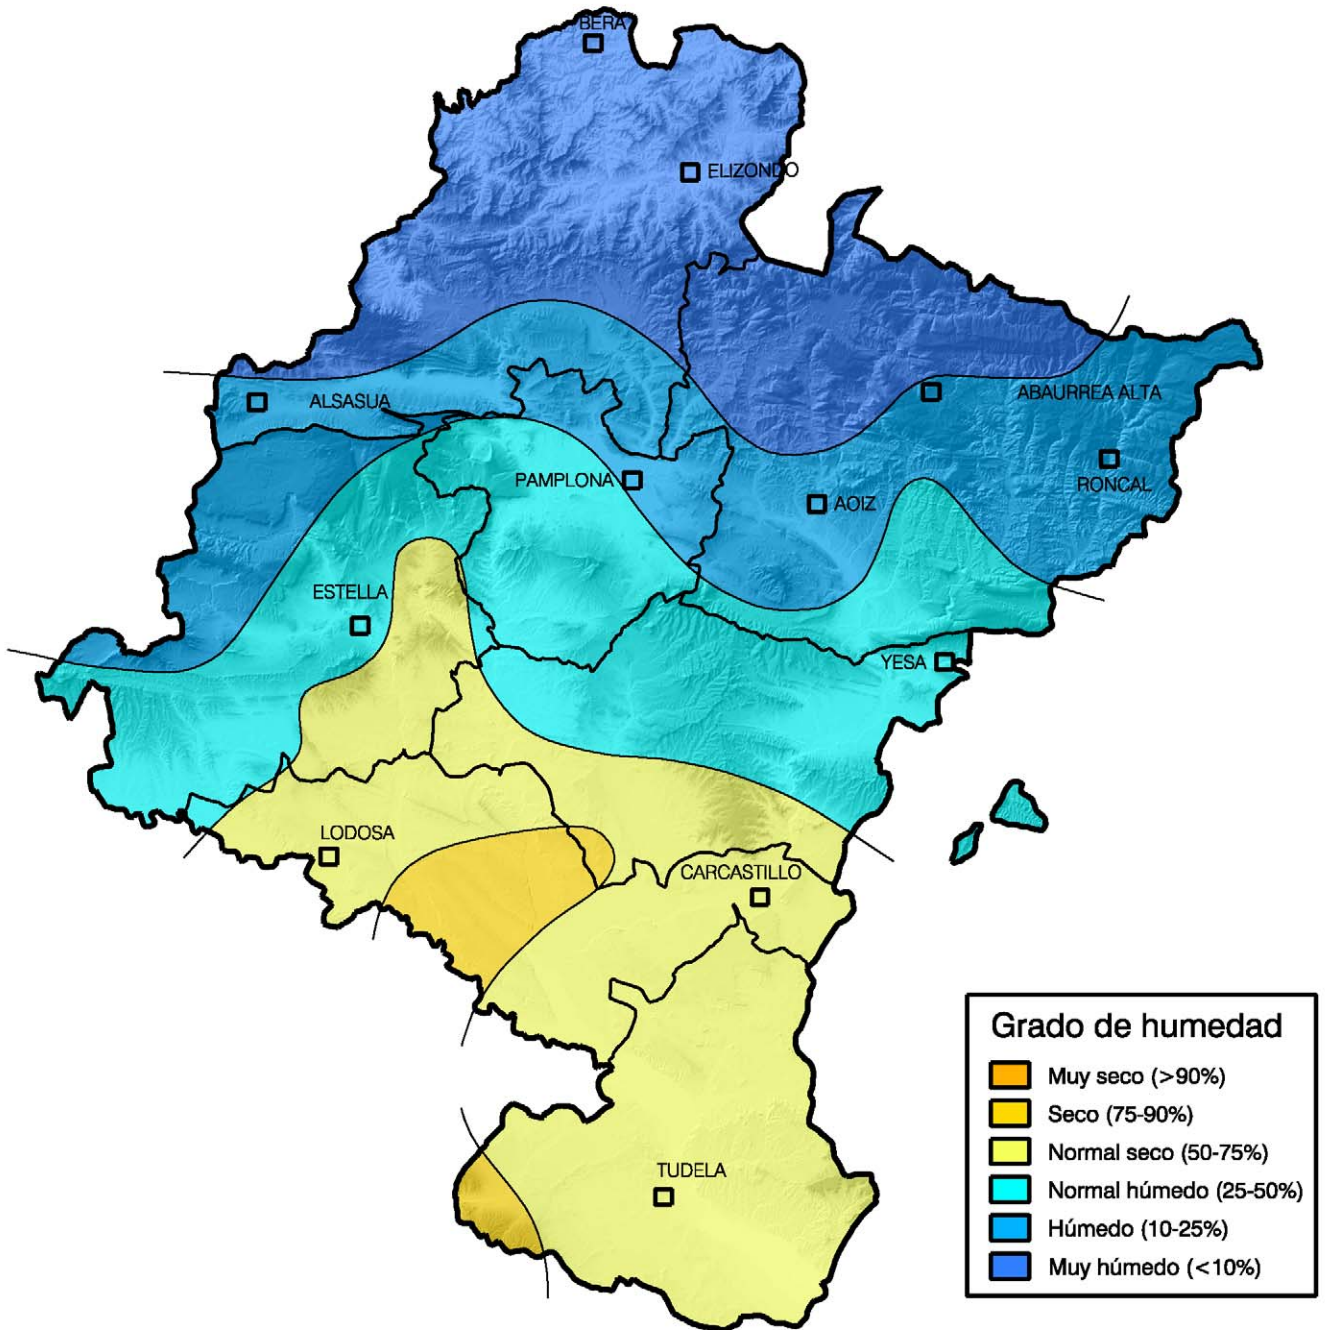 BERA
ELIZONDO
ALSASUA
ABAURREA ALTA
PAMPLONA
RONCAL
AOIZ
ESTELLA
YESA
LODOSA
CARCASTILLO
TUDELA
Grado de humedad
Muy seco (>90%)
Seco (75-90%)
Normal seco (50-75%)
Normal húmedo (25-50%)
Húmedo (10-25%)
Muy húmedo (<10%)